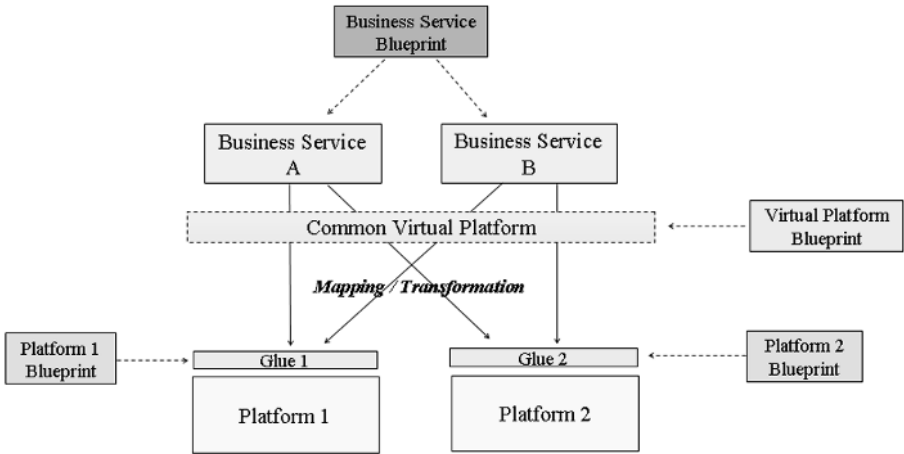 Business Service
Blueprint
Business Service
A
Business Service
B
Common Virtual Platform
Virtual Platform
Blueprint
Mapping / Transformation
Platform 1
Blueprint
Glue 1
Glue 2
Platform 2
Blueprint
Platform 1
Platform 2